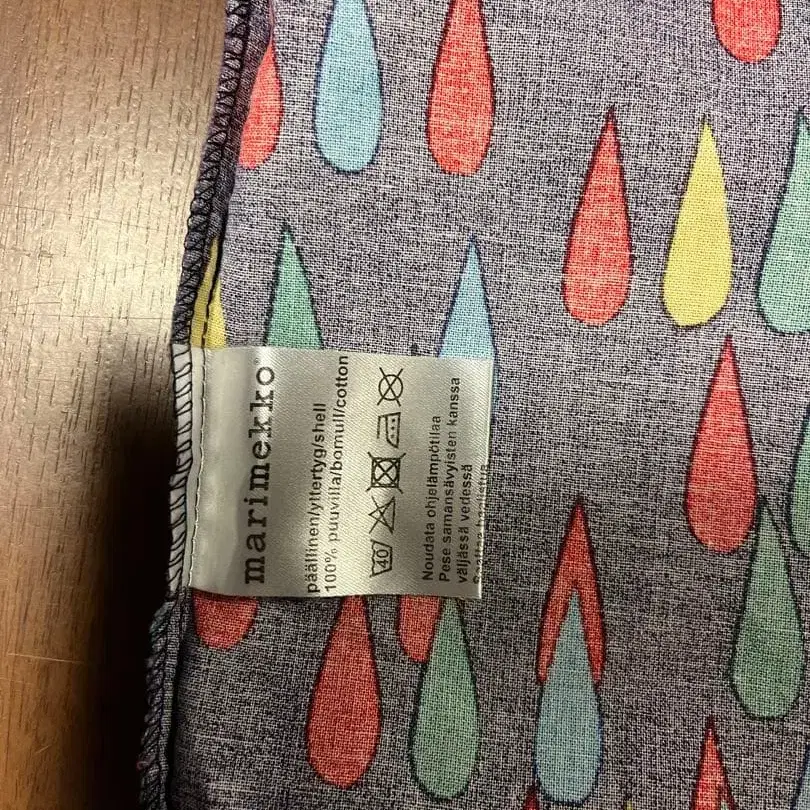 marimekko®
päällinen/yttertyg/shell
100% puuvilla/bomull/cotton
40
Noudata ohjelämpötilaa
Pese samansävyisten kanssa
väljässä vedessä